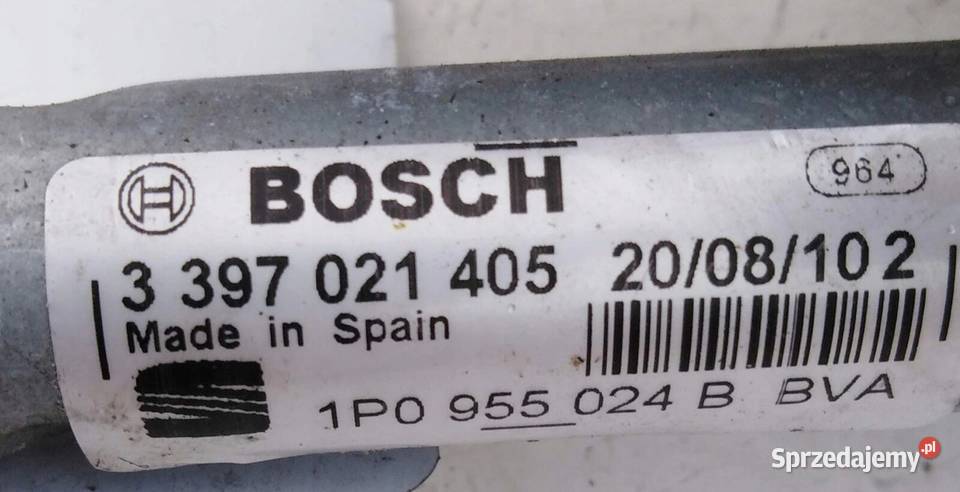 BOSCH
964
3 397 021 405 20/08/10 2
Made in Spain
1P0 955 024 B BVA
Sprzedajemy.pl